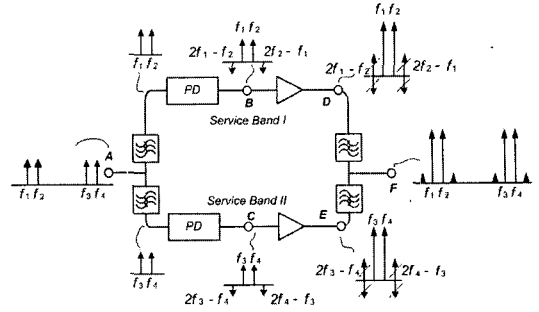 f1 f2
f1 f2
f1 f2
2f1 – f2
2f2 – f1
2f1 – f2
2f2 – f1
PD
B
D
Service Band I
A
f1 f2
f3 f4
F
f1 f2
f3 f4
Service Band II
PD
C
E
f3 f4
f3 f4
f3 f4
2f3 – f4
2f4 – f3
2f3 – f4
2f4 – f3